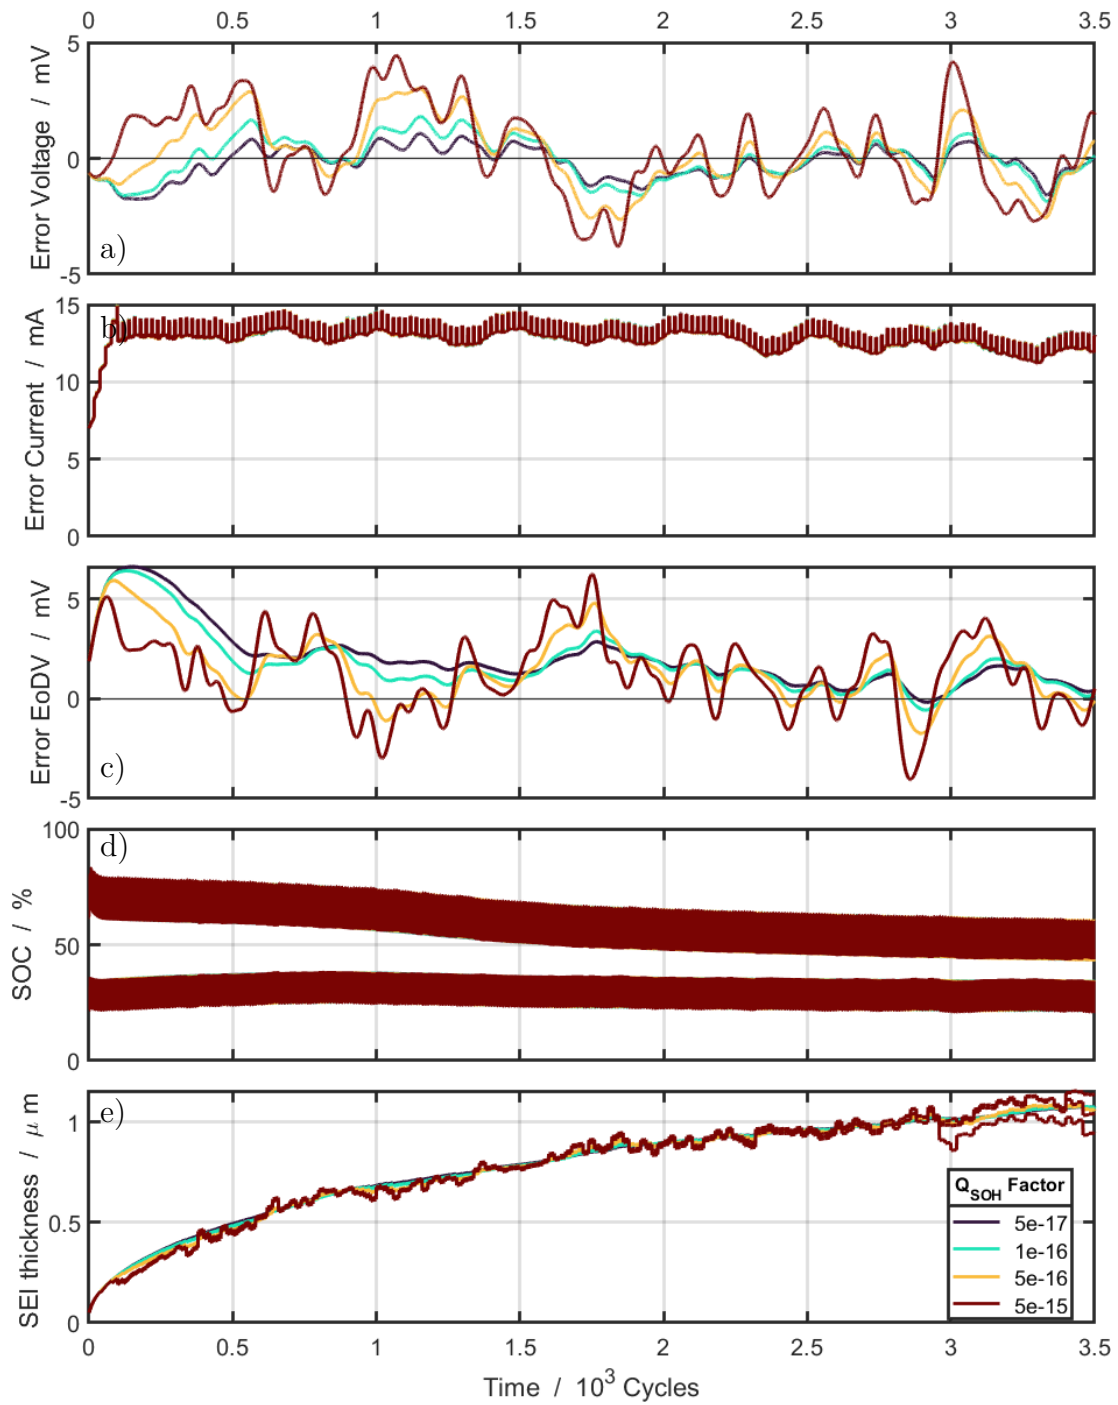 0 0.5 1 1.5 2 2.5 3 3.5
5
0
-5
Error Voltage / mV
a)
15
10
5
0
Error Current / mA
b)
5
0
-5
Error EoDV / mV
c)
100
50
0
SOC / %
d)
1
0.5
0
SEI thickness / μ m
e)
Q_SOH Factor
5e-17
1e-16
5e-16
5e-15
0 0.5 1 1.5 2 2.5 3 3.5
Time / 10^3 Cycles